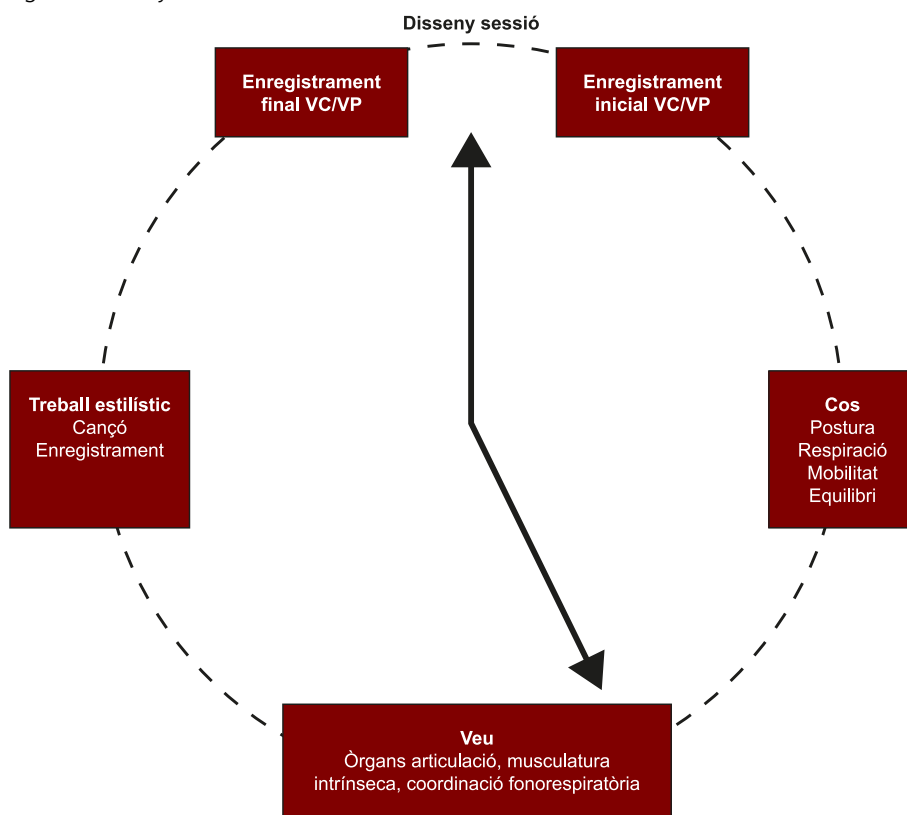 Disseny sessió
Enregistrament
final VC/VP
Enregistrament
inicial VC/VP
Treball estilístic
Cançó
Enregistrament
Cos
Postura
Respiració
Mobilitat
Equilibri
Veu
Òrgans articulació, musculatura
intrínseca, coordinació fonorespiratòria